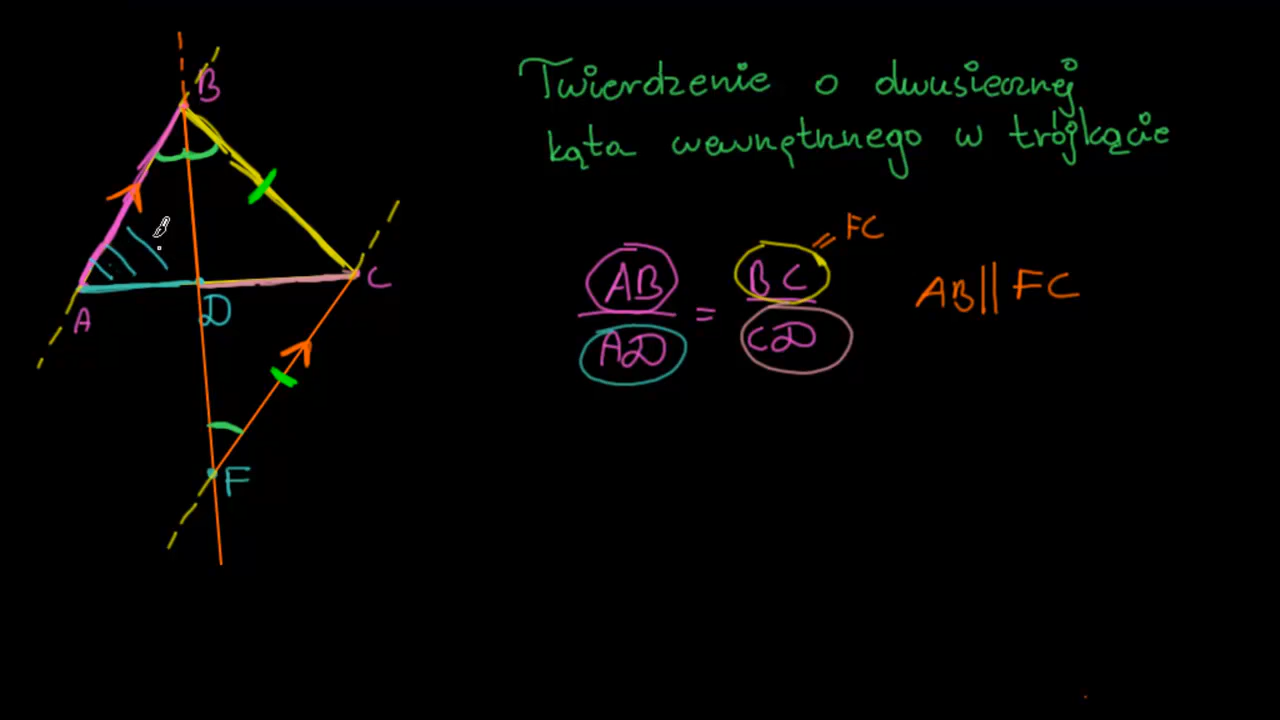 Twierdzenie o dwusiecznej
kąta wewnętrznego w trójkącie
B
A
D
C
F
AB/AD = BC/CD
= FC
AB || FC